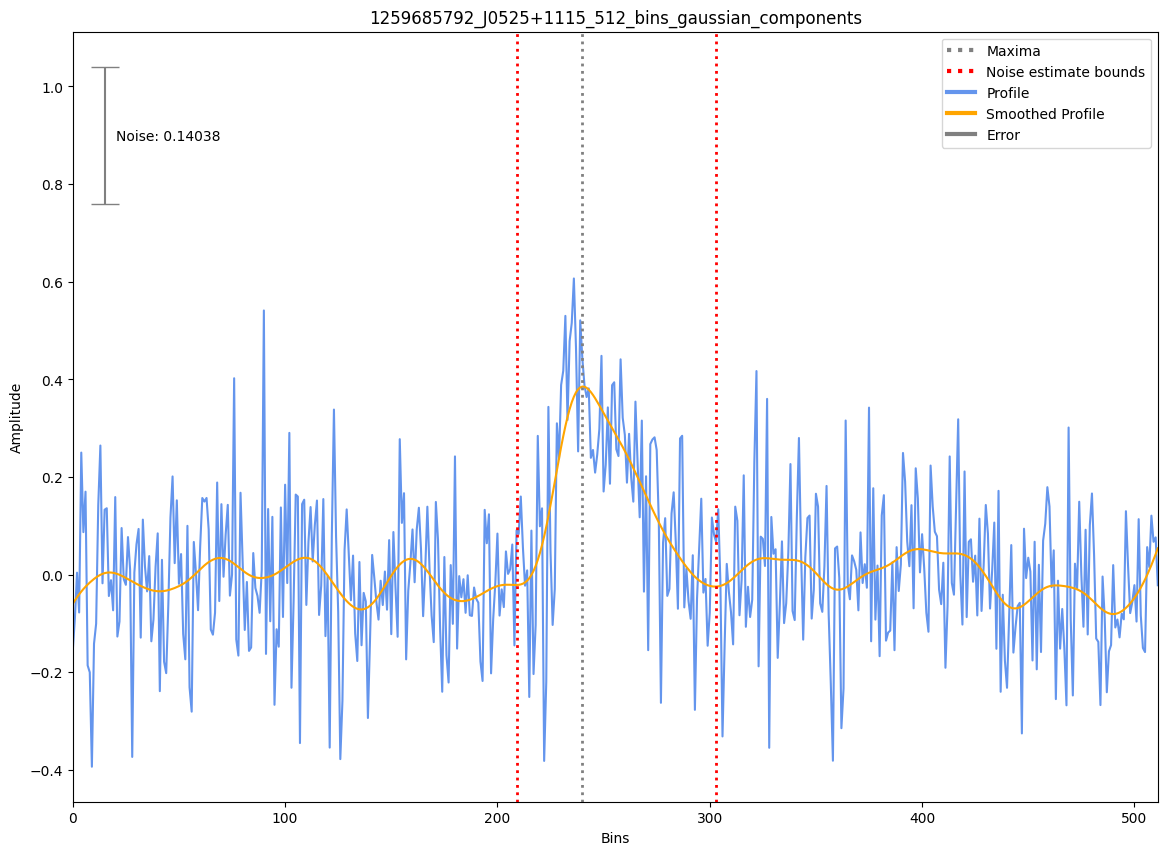 1259685792_J0525+1115_512_bins_gaussian_components
Maxima
Noise estimate bounds
Profile
Smoothed Profile
Error
Noise: 0.14038
Amplitude
1.0
0.8
0.6
0.4
0.2
0.0
−0.2
−0.4
0
100
200
300
400
500
Bins